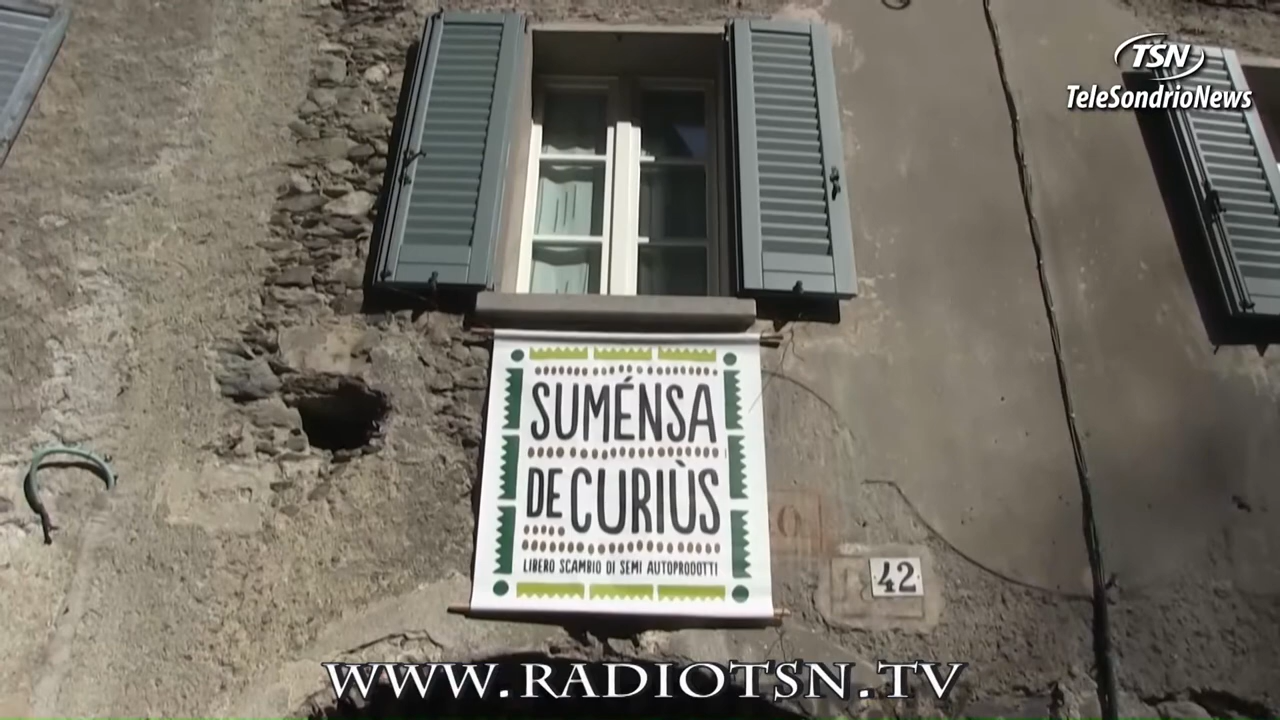 TSN
TeleSondrioNews
SUMÉNSA
DE CURIÙS
LIBERO SCAMBIO DI SEMI AUTOPRODOTTI
42
WWW.RADIOTSN.TV